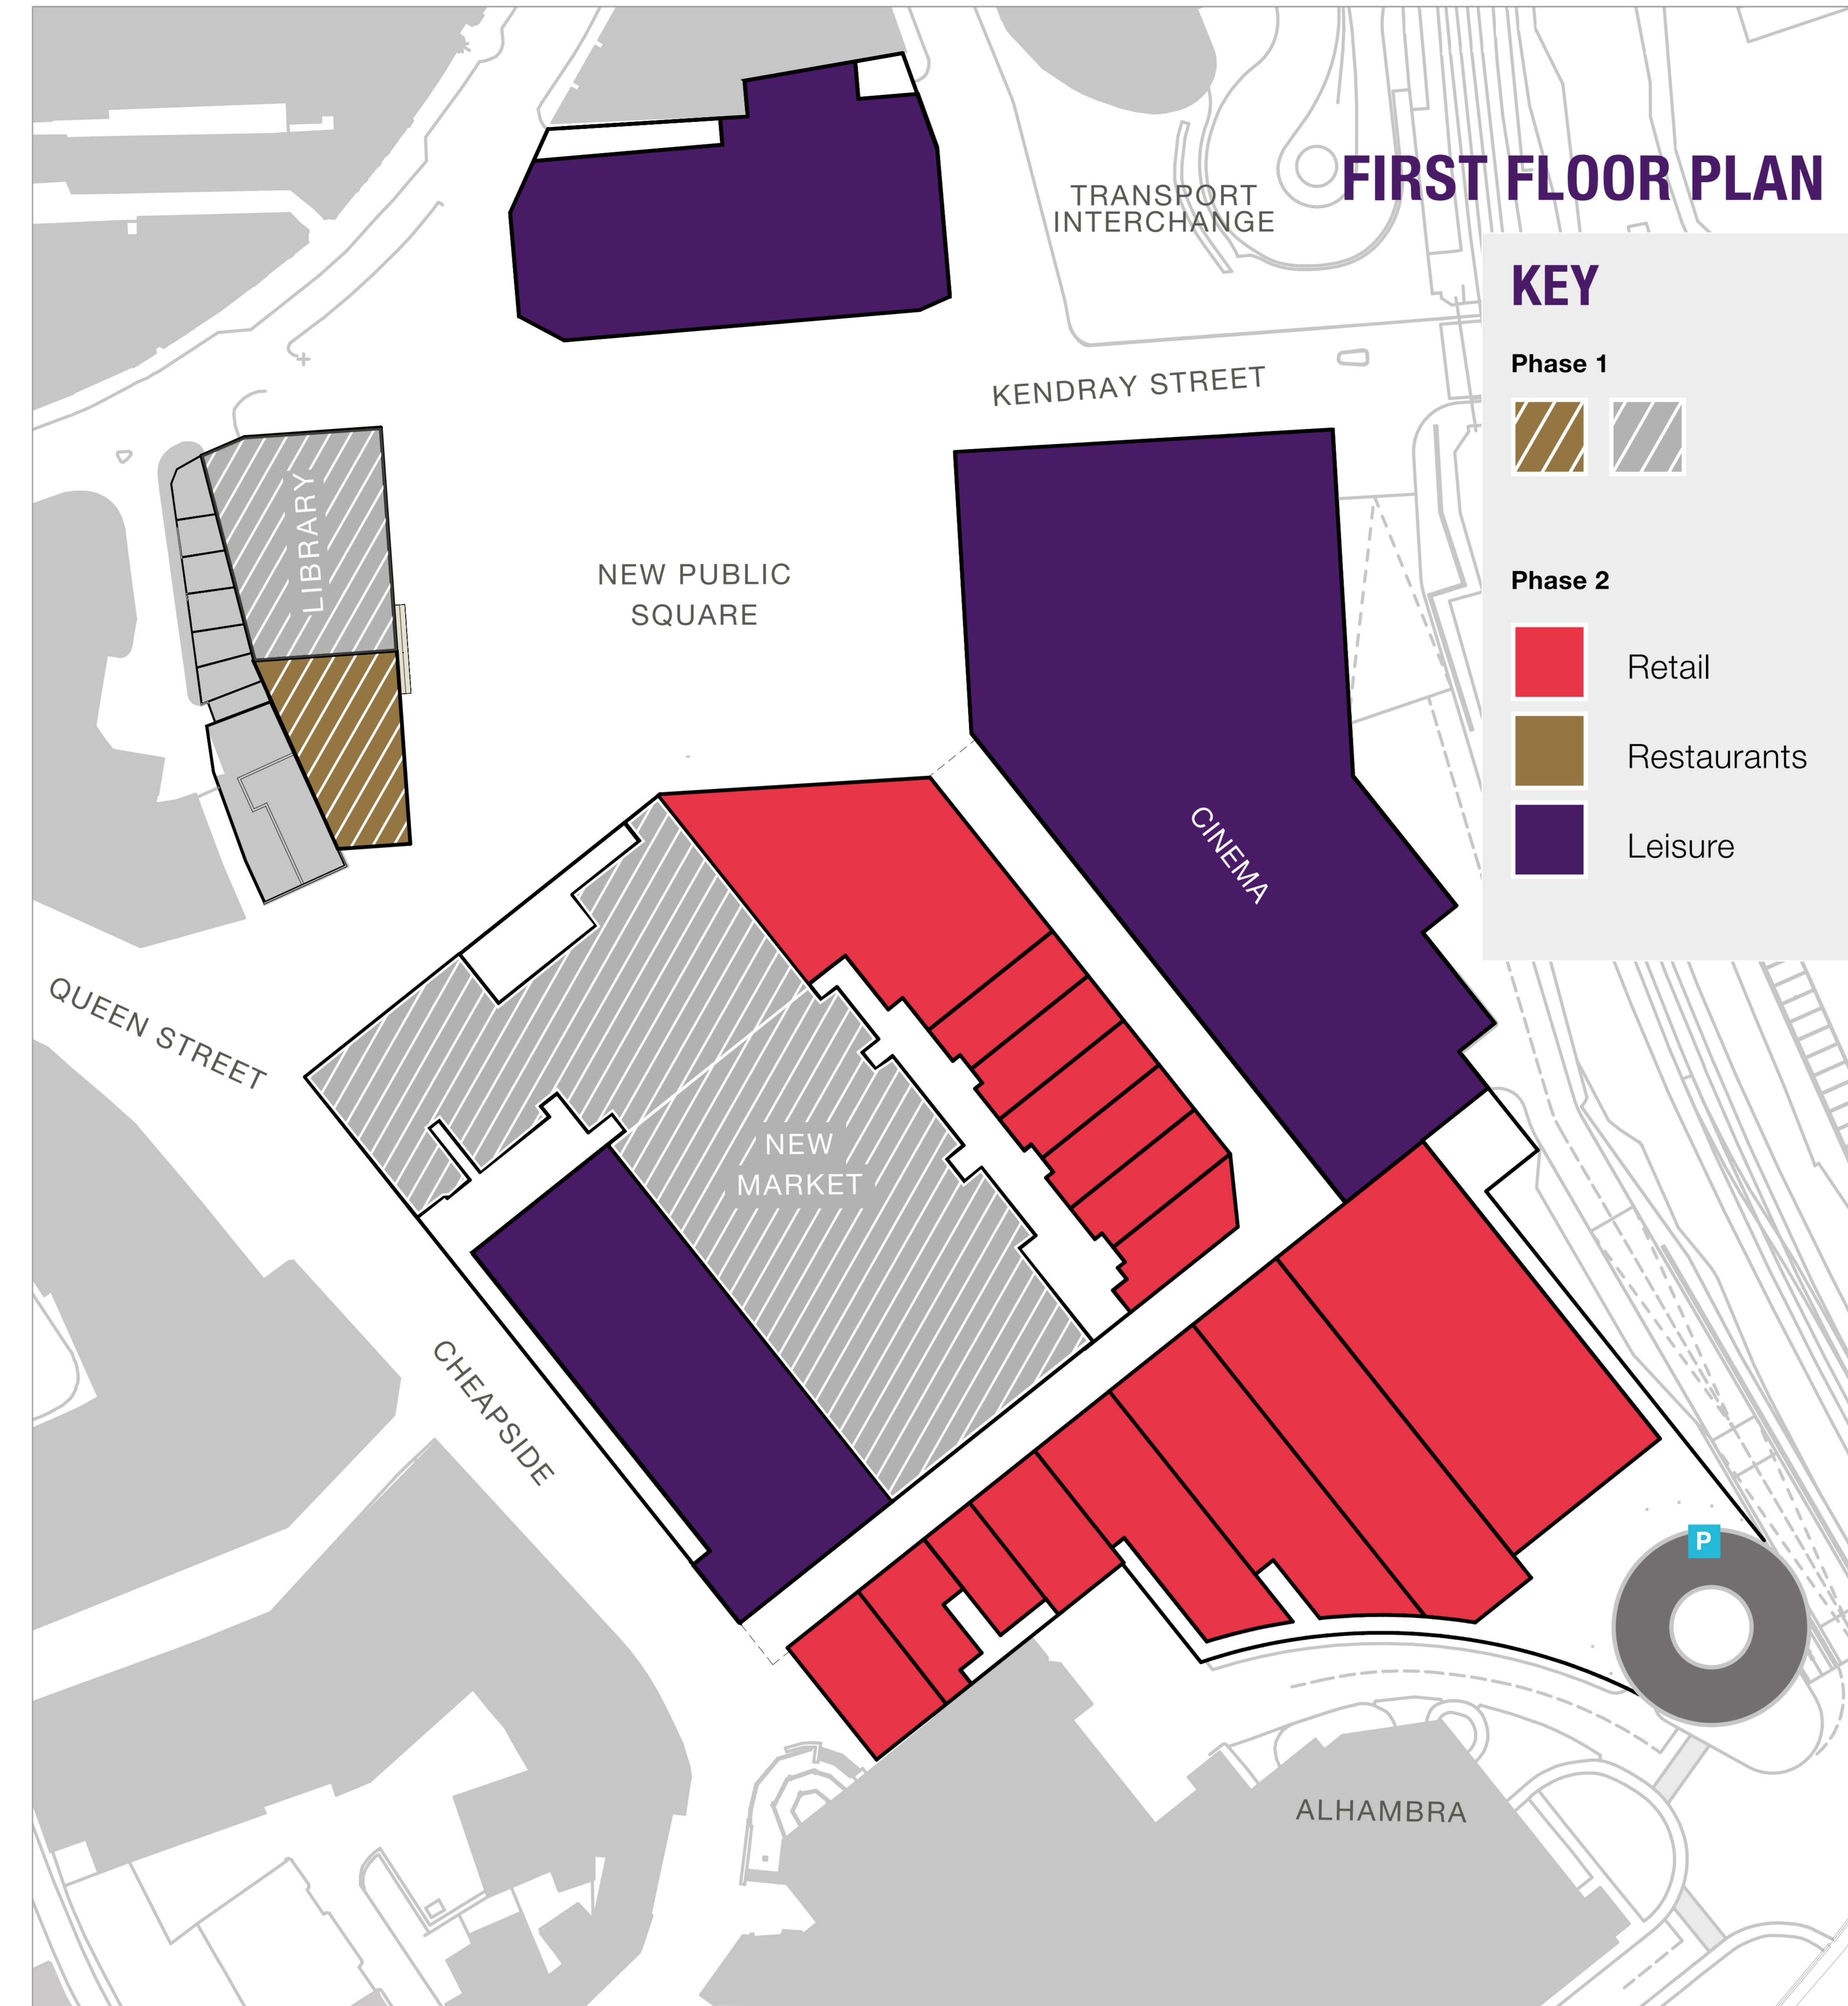 FIRST FLOOR PLAN
TRANSPORT
INTERCHANGE
KEY
Phase 1
Phase 2
Retail
Restaurants
Leisure
KENDRAY STREET
LIBRARY
NEW PUBLIC
SQUARE
CINEMA
QUEEN STREET
NEW
MARKET
CHEAPSIDE
P
ALHAMBRA